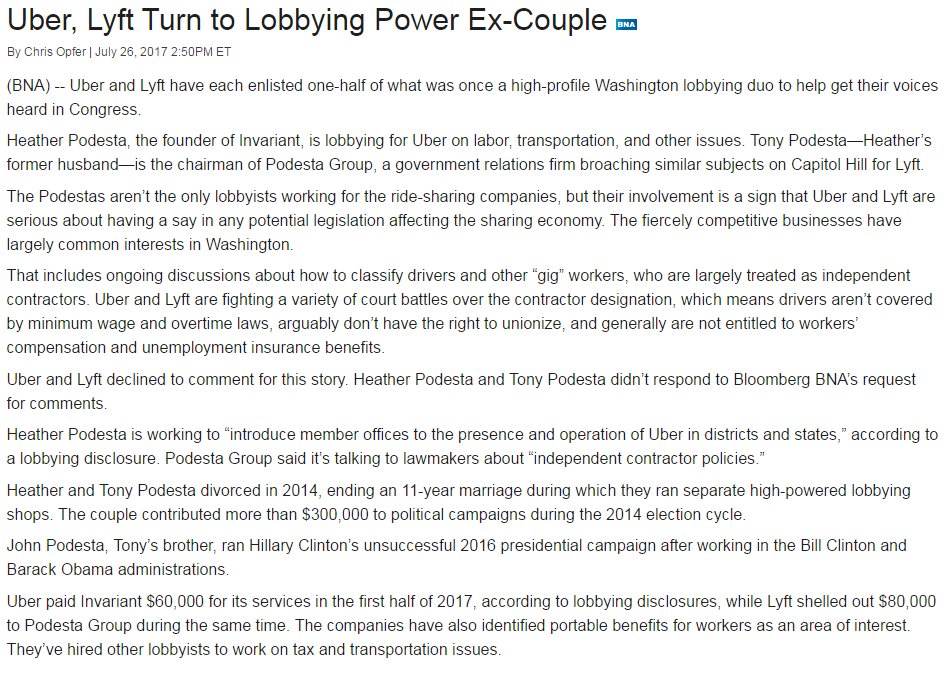 Uber, Lyft Turn to Lobbying Power Ex-Couple BNA
By Chris Opfer | July 26, 2017 2:50PM ET
(BNA) -- Uber and Lyft have each enlisted one-half of what was once a high-profile Washington lobbying duo to help get their voices
heard in Congress.
Heather Podesta, the founder of Invariant, is lobbying for Uber on labor, transportation, and other issues. Tony Podesta—Heather’s
former husband—is the chairman of Podesta Group, a government relations firm broaching similar subjects on Capitol Hill for Lyft.
The Podestas aren’t the only lobbyists working for the ride-sharing companies, but their involvement is a sign that Uber and Lyft are
serious about having a say in any potential legislation affecting the sharing economy. The fiercely competitive businesses have
largely common interests in Washington.
That includes ongoing discussions about how to classify drivers and other “gig” workers, who are largely treated as independent
contractors. Uber and Lyft are fighting a variety of court battles over the contractor designation, which means drivers aren’t covered
by minimum wage and overtime laws, arguably don’t have the right to unionize, and generally are not entitled to workers’
compensation and unemployment insurance benefits.
Uber and Lyft declined to comment for this story. Heather Podesta and Tony Podesta didn’t respond to Bloomberg BNA’s request
for comments.
Heather Podesta is working to “introduce member offices to the presence and operation of Uber in districts and states,” according to
a lobbying disclosure. Podesta Group said it’s talking to lawmakers about “independent contractor policies.”
Heather and Tony Podesta divorced in 2014, ending an 11-year marriage during which they ran separate high-powered lobbying
shops. The couple contributed more than $300,000 to political campaigns during the 2014 election cycle.
John Podesta, Tony’s brother, ran Hillary Clinton’s unsuccessful 2016 presidential campaign after working in the Bill Clinton and
Barack Obama administrations.
Uber paid Invariant $60,000 for its services in the first half of 2017, according to lobbying disclosures, while Lyft shelled out $80,000
to Podesta Group during the same time. The companies have also identified portable benefits for workers as an area of interest.
They’ve hired other lobbyists to work on tax and transportation issues.